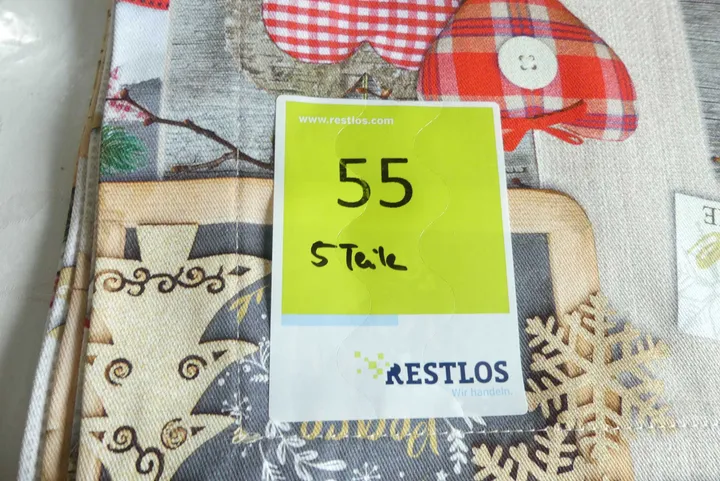 www.restlos.com
55
5 Teile
RESTLOS
Wir handeln.